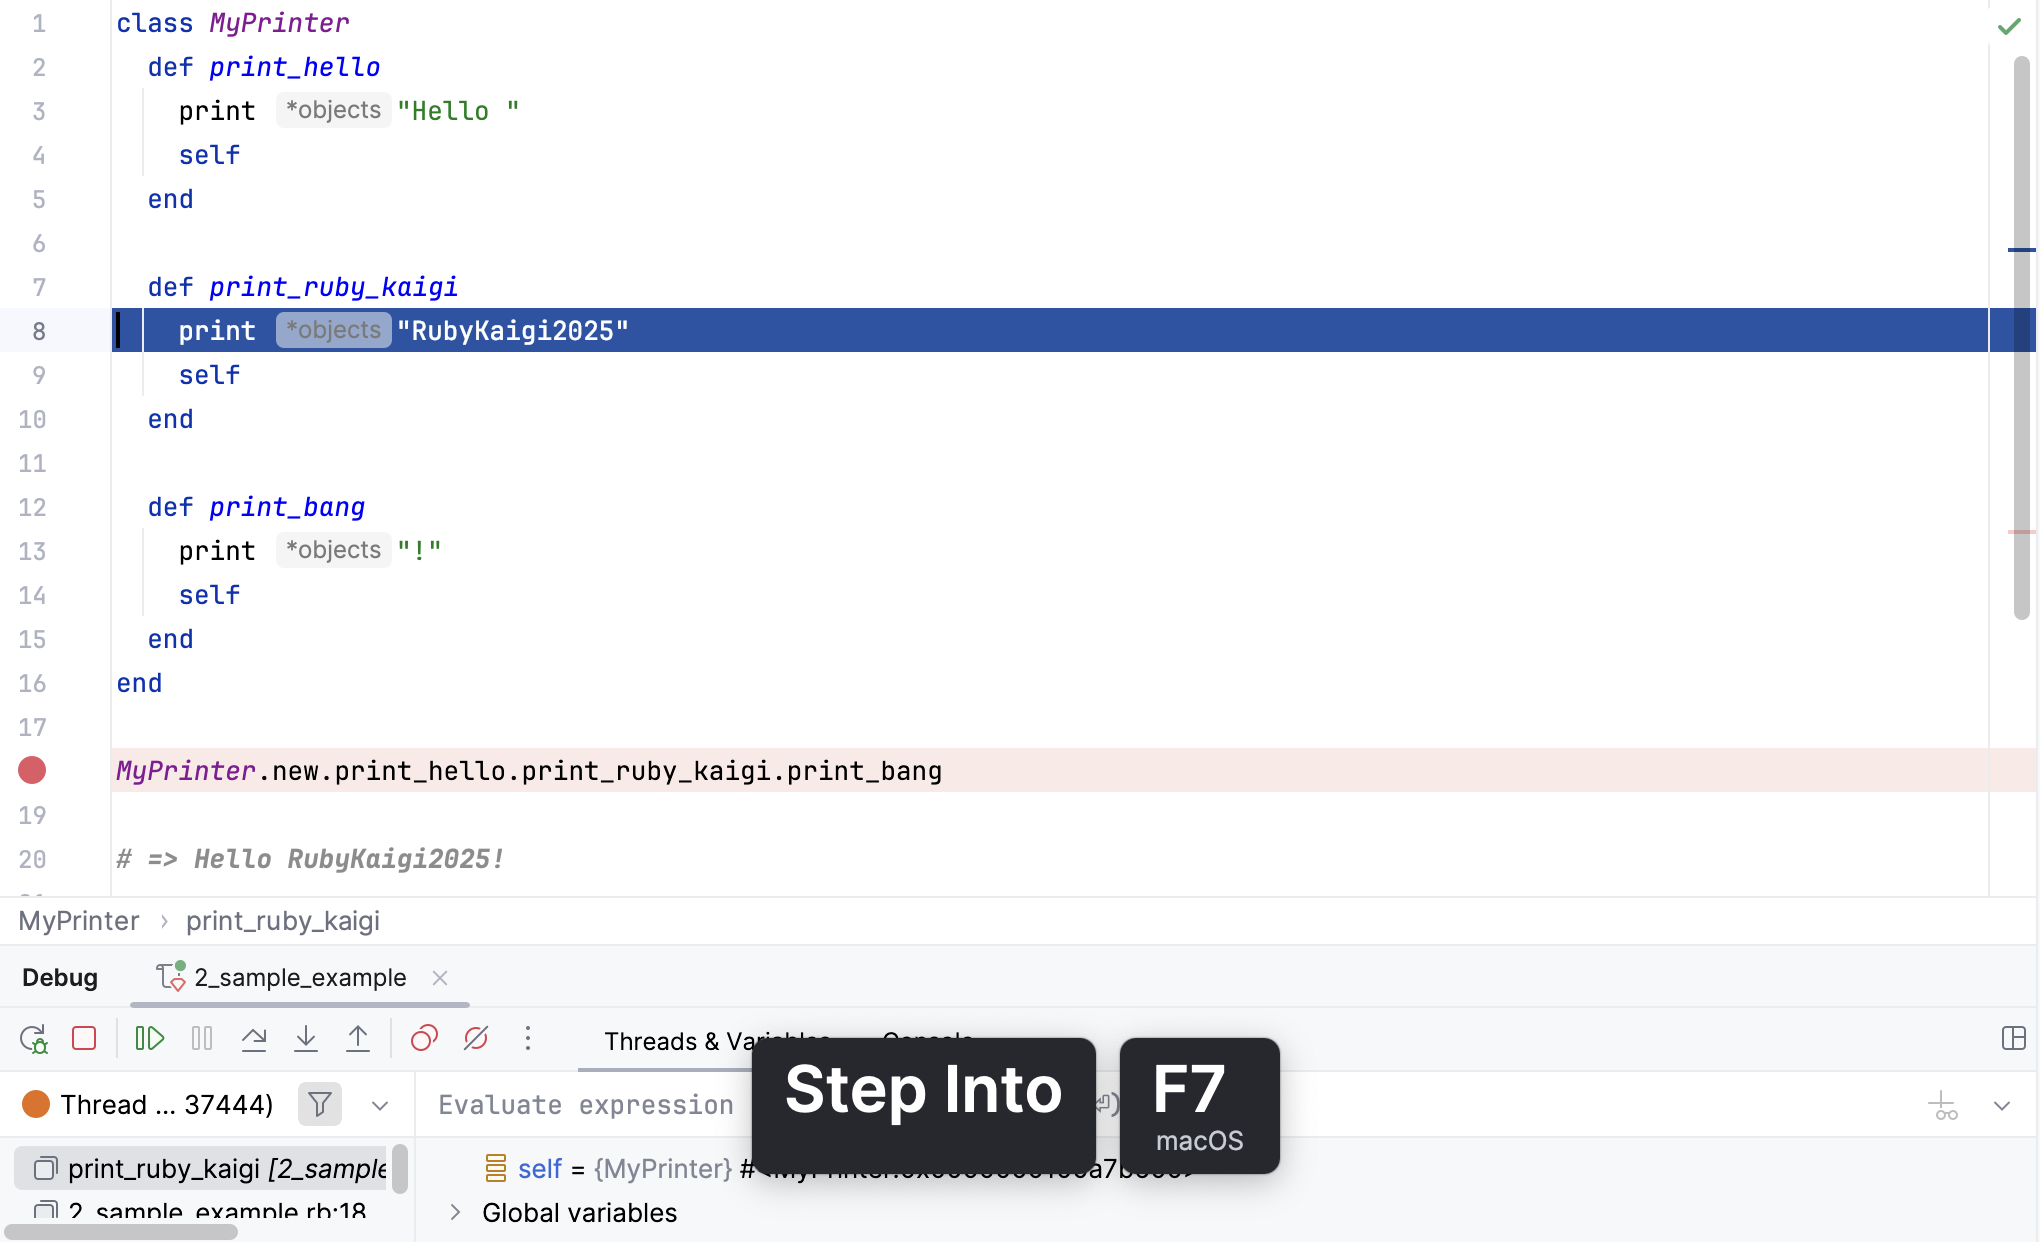 1 class MyPrinter
2 def print_hello
3 print *objects "Hello "
4 self
5 end
6
7 def print_ruby_kaigi
8 print *objects "RubyKaigi2025"
9 self
10 end
11
12 def print_bang
13 print *objects "!"
14 self
15 end
16 end
17
MyPrinter.new.print_hello.print_ruby_kaigi.print_bang
19
20 # => Hello RubyKaigi2025!
MyPrinter › print_ruby_kaigi
Debug 2_sample_example
Threads & Variables Console
Step Into F7
macOS
Thread ... 37444) Evaluate expression
print_ruby_kaigi [2_sample self = {MyPrinter}
2_sample_example.rb:18 Global variables